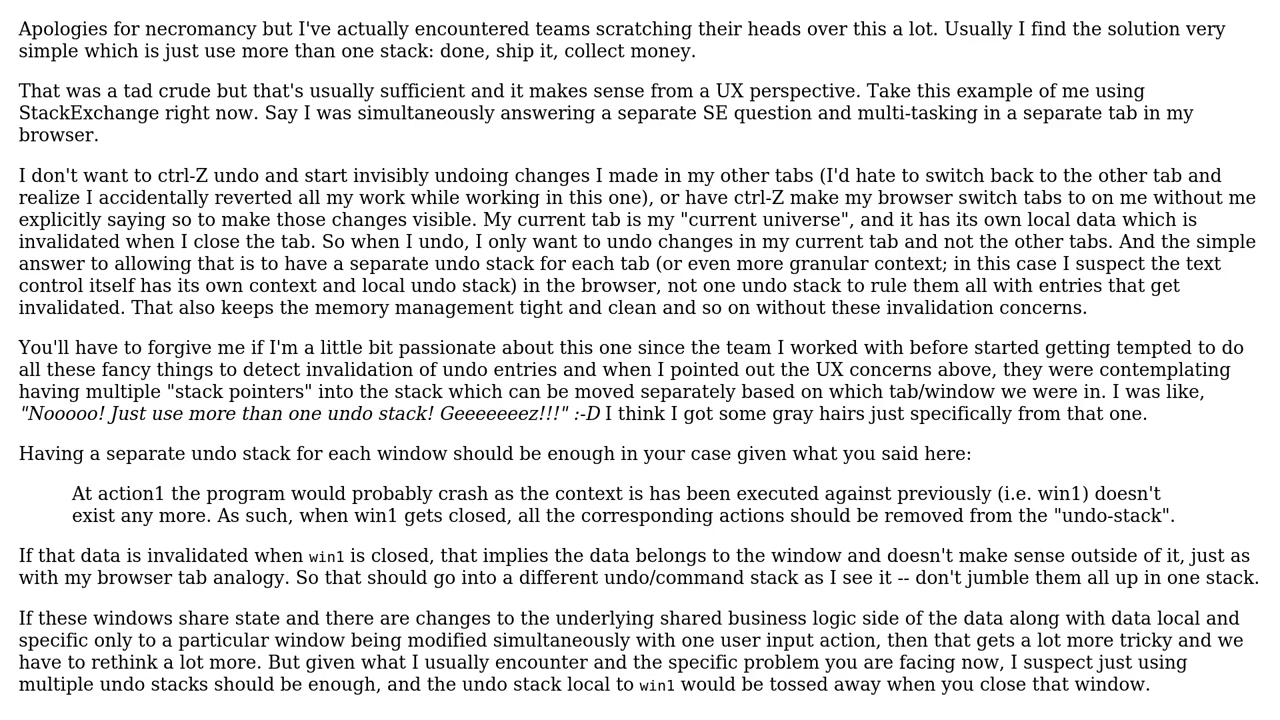 Apologies for necromancy but I've actually encountered teams scratching their heads over this a lot. Usually I find the solution very
simple which is just use more than one stack: done, ship it, collect money.
That was a tad crude but that's usually sufficient and it makes sense from a UX perspective. Take this example of me using
StackExchange right now. Say I was simultaneously answering a separate SE question and multi-tasking in a separate tab in my
browser.
I don't want to ctrl-Z undo and start invisibly undoing changes I made in my other tabs (I'd hate to switch back to the other tab and
realize I accidentally reverted all my work while working in this one), or have ctrl-Z make my browser switch tabs to on me without me
explicitly saying so to make those changes visible. My current tab is my "current universe", and it has its own local data which is
invalidated when I close the tab. So when I undo, I only want to undo changes in my current tab and not the other tabs. And the simple
answer to allowing that is to have a separate undo stack for each tab (or even more granular context; in this case I suspect the text
control itself has its own context and local undo stack) in the browser, not one undo stack to rule them all with entries that get
invalidated. That also keeps the memory management tight and clean and so on without these invalidation concerns.
You'll have to forgive me if I'm a little bit passionate about this one since the team I worked with before started getting tempted to do
all these fancy things to detect invalidation of undo entries and when I pointed out the UX concerns above, they were contemplating
having multiple "stack pointers" into the stack which can be moved separately based on which tab/window we were in. I was like,
"Nooooo! Just use more than one undo stack! Geeeeeeez!!!" :-D I think I got some gray hairs just specifically from that one.
Having a separate undo stack for each window should be enough in your case given what you said here:
At action1 the program would probably crash as the context is has been executed against previously (i.e. win1) doesn't
exist any more. As such, when win1 gets closed, all the corresponding actions should be removed from the "undo-stack".
If that data is invalidated when win1 is closed, that implies the data belongs to the window and doesn't make sense outside of it, just as
with my browser tab analogy. So that should go into a different undo/command stack as I see it -- don't jumble them all up in one stack.
If these windows share state and there are changes to the underlying shared business logic side of the data along with data local and
specific only to a particular window being modified simultaneously with one user input action, then that gets a lot more tricky and we
have to rethink a lot more. But given what I usually encounter and the specific problem you are facing now, I suspect just using
multiple undo stacks should be enough, and the undo stack local to win1 would be tossed away when you close that window.